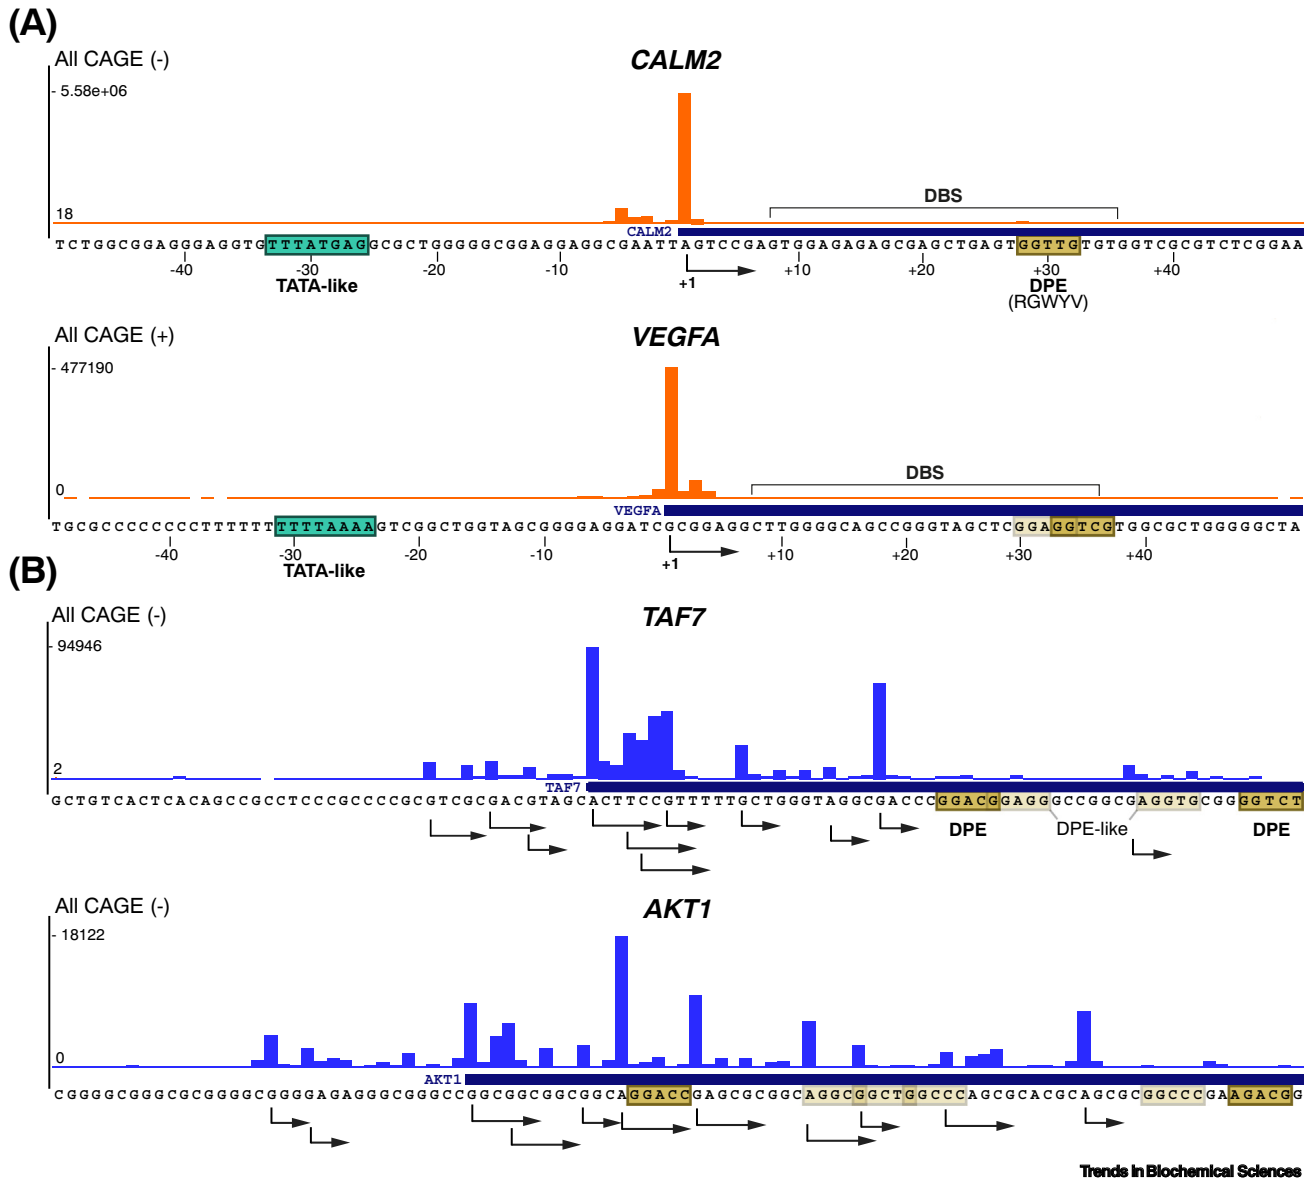 (A)
All CAGE (-)
CALM2
- 5.58e+06
DBS
18
CALM2
TCTGGCGGAGGGAGGTGTTTATGAGGCGCTGGGGGCGGAGGAGGCGAATTAGTCCGAGTGGAGAGAGCGAGCTGAGTGGTTGTGTGGTCGCGTCTCGGAA
-40 -30 -20 -10 +1 +10 +20 +30 +40
TATA-like DPE
(RGWYV)
All CAGE (+)
VEGFA
- 477190
DBS
0
VEGFA
TGCGCCCCCCCCTTTTTTTTTTAAAAGTCGGCTGGTAGCGGGGAGGATCGCGGAGGCTTGGGGCAGCCGGGTAGCTCGGAGGTCGTGGCGCTGGGGGCTA
-40 -30 -20 -10 +1 +10 +20 +30 +40
TATA-like
(B)
All CAGE (-)
TAF7
- 94946
2
TAF7
GCTGTCACTCACAGCCGCCTCCCGCCCCGCGTCGCGACGTAGCACTTCCGTTTTTGCTGGGTAGGCGACCCGGACGGAGGGCCGGCGAGGTGCGGGGTCT
DPE DPE-like DPE
All CAGE (-)
AKT1
- 18122
0
AKT1
CGGGGCGGGCGCGGGGCGGGGAGAGGGCGGGCCGGCGGCGGCGGCAGGACCGAGCGCGGCAGGCGGCTGGCCCAGCGCACGCAGCGCGGCCCGAAGACGG
Trends in Biochemical Sciences